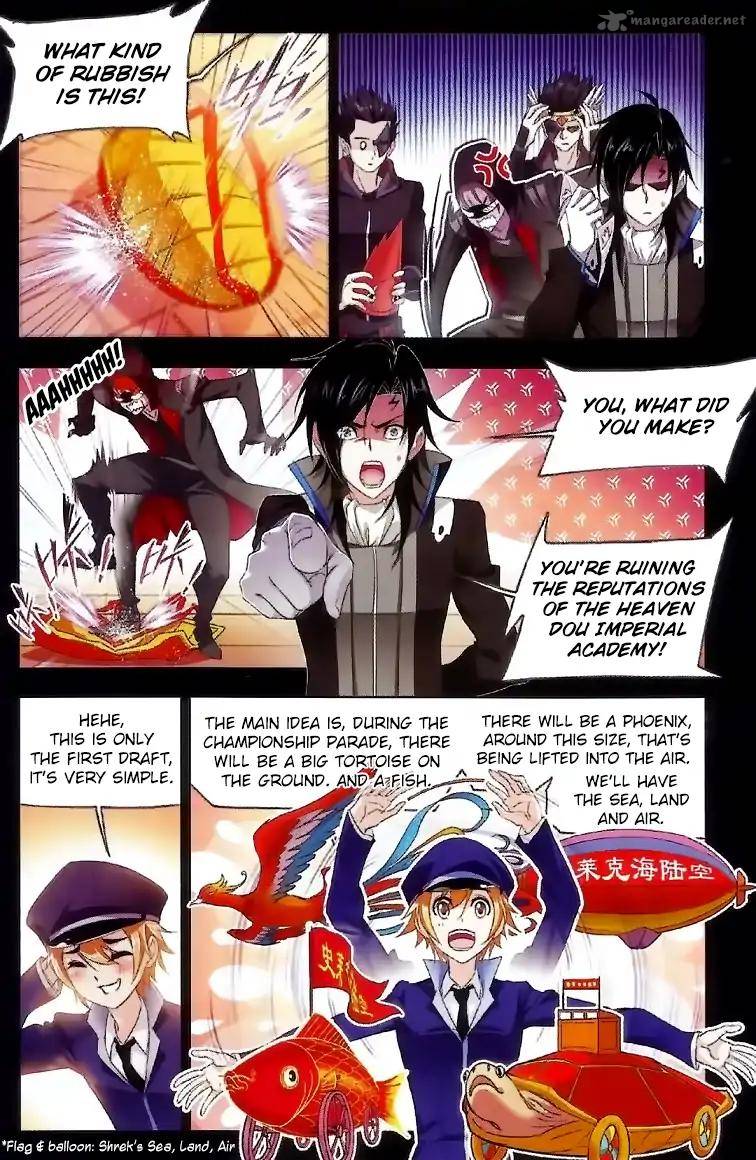 mangareader.net
WHAT KIND
OF RUBBISH
IS THIS!
AAAHHHHH!
YOU, WHAT DID
YOU MAKE?
YOU'RE RUINING
THE REPUTATIONS
OF THE HEAVEN
DOU IMPERIAL
ACADEMY!
HEHE,
THIS IS ONLY
THE FIRST DRAFT,
IT'S VERY SIMPLE.
THE MAIN IDEA IS, DURING THE
CHAMPIONSHIP PARADE, THERE
WILL BE A BIG TORTOISE ON
THE GROUND. AND A FISH.
THERE WILL BE A PHOENIX,
AROUND THIS SIZE, THAT'S
BEING LIFTED INTO THE AIR.
WE'LL HAVE
THE SEA, LAND
AND AIR.
莱克海陆空
史
*Flag & balloon: Shrek's Sea, Land, Air